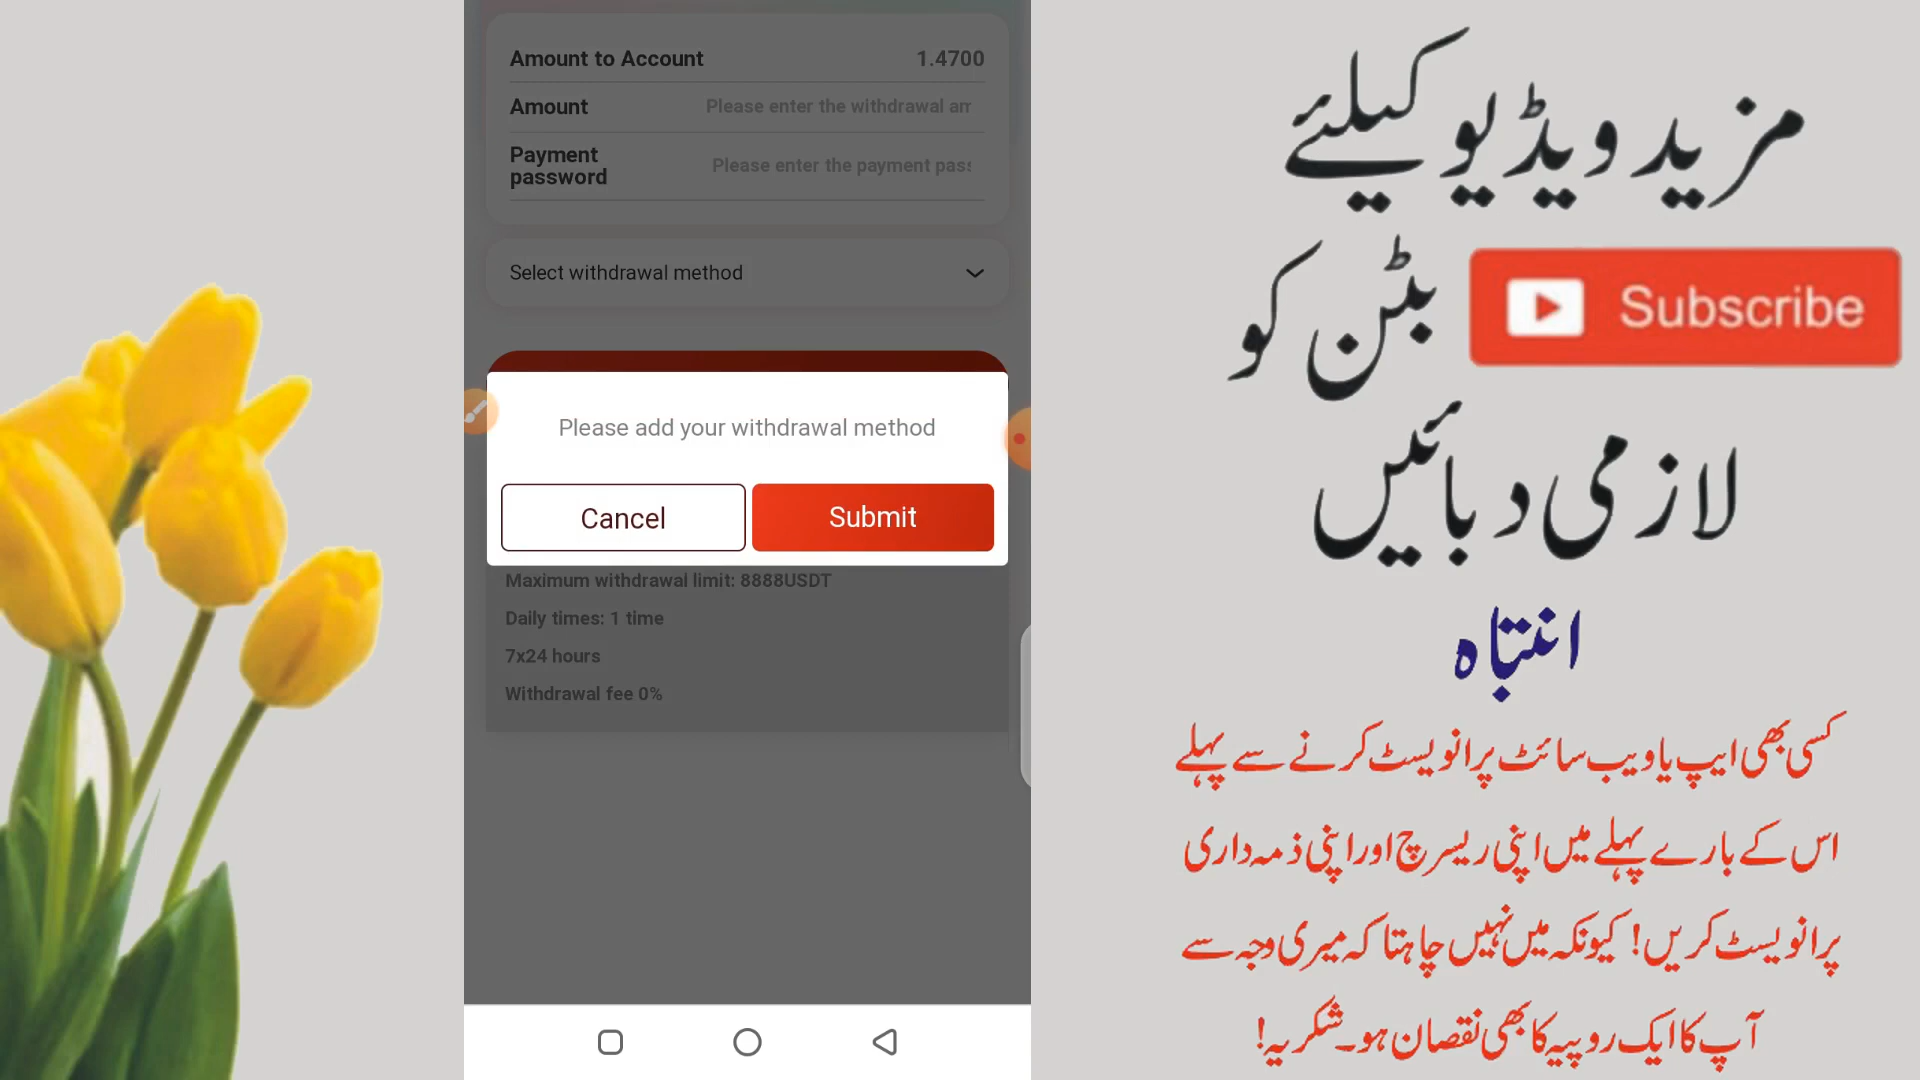 Amount to Account 1.4700
Amount Please enter the withdrawal am
Payment password Please enter the payment pass
Select withdrawal method
Please add your withdrawal method
Cancel Submit
Maximum withdrawal limit: 8888USDT
Daily times: 1 time
7x24 hours
Withdrawal fee 0%
مزید ویڈیو کیلئے
Subscribe بٹن کو
لازمی دبائیں
انتباہ
کسی بھی ایپ یا ویب سائٹ پر انویسٹ کرنے سے پہلے
اس کے بارے پہلے میں اپنی ریسرچ اور اپنی ذمہ داری
پر انویسٹ کریں! کیونکہ میں نہیں چاہتا کہ میری وجہ سے
آپ کا ایک روپیہ کا بھی نقصان ہو۔ شکریہ!